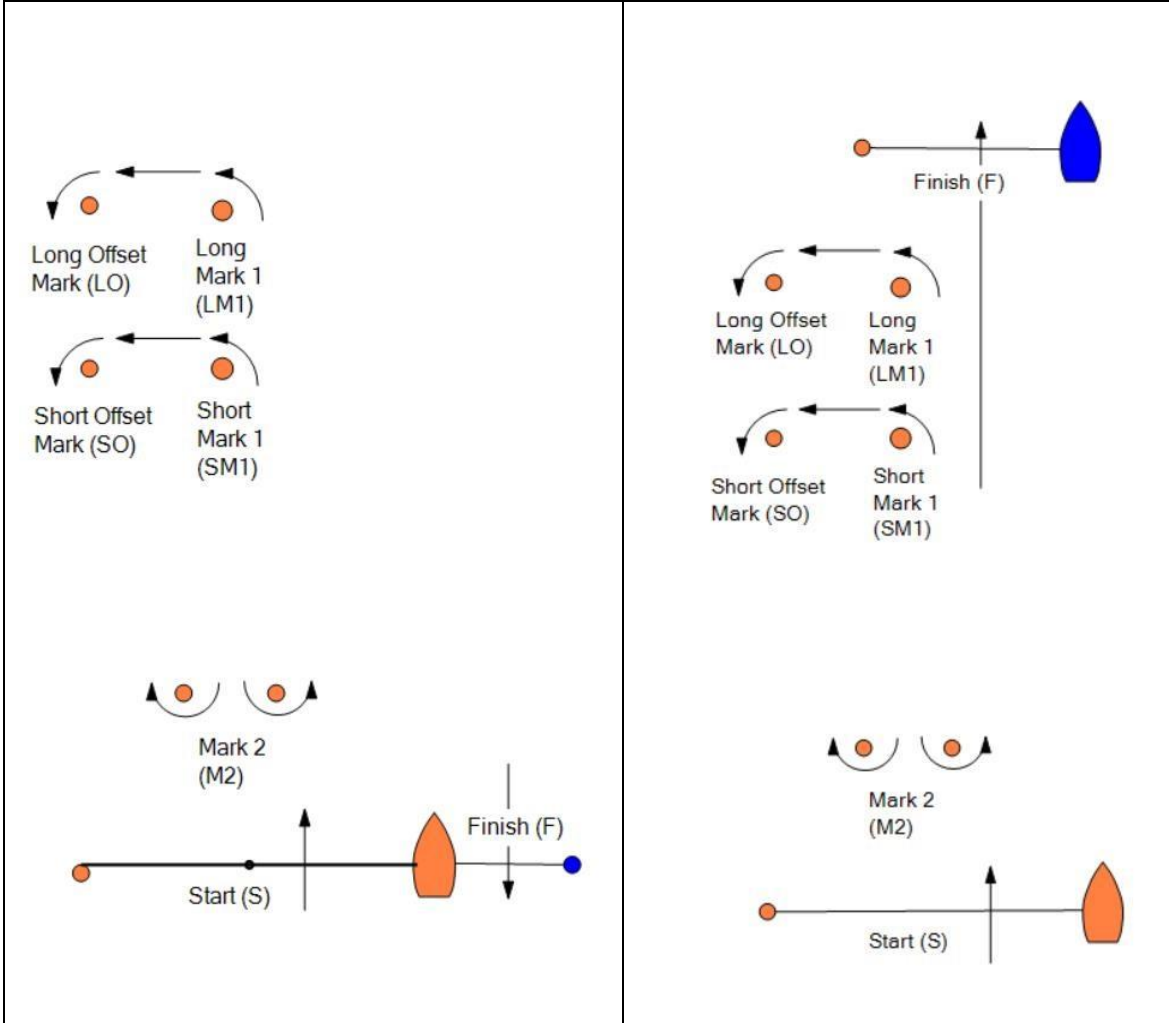 Long Offset
Mark (LO)
Long
Mark 1
(LM1)
Short Offset
Mark (SO)
Short
Mark 1
(SM1)
Mark 2
(M2)
Finish (F)
Start (S)
Finish (F)
Long Offset
Mark (LO)
Long
Mark 1
(LM1)
Short Offset
Mark (SO)
Short
Mark 1
(SM1)
Mark 2
(M2)
Start (S)